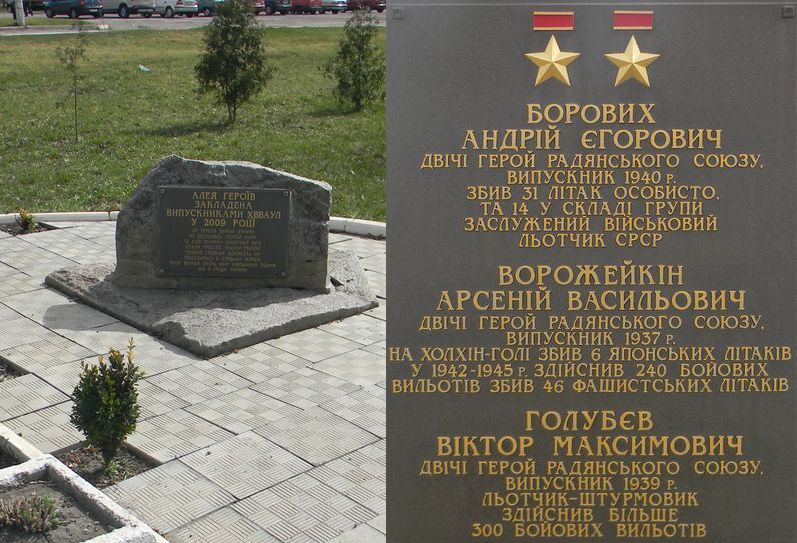 АЛЕЯ ГЕРОЇВ
ЗАКЛАДЕНА
ВИПУСКНИКАМИ ХВВАУЛ
У 2009 РОЦІ
БОРОВИХ
АНДРІЙ ЄГОРОВИЧ
ДВІЧІ ГЕРОЙ РАДЯНСЬКОГО СОЮЗУ,
ВИПУСКНИК 1940 Р.
ЗБИВ 31 ЛІТАК ОСОБИСТО,
ТА 14 У СКЛАДІ ГРУПИ
ЗАСЛУЖЕНИЙ ВІЙСЬКОВИЙ
ЛЬОТЧИК СРСР
ВОРОЖЕЙКІН
АРСЕНІЙ ВАСИЛЬОВИЧ
ДВІЧІ ГЕРОЙ РАДЯНСЬКОГО СОЮЗУ,
ВИПУСКНИК 1937 Р.
НА ХОЛХІН-ГОЛІ ЗБИВ 6 ЯПОНСЬКИХ ЛІТАКІВ
У 1942-1945 Р. ЗДІЙСНИВ 240 БОЙОВИХ
ВИЛЬОТІВ ЗБИВ 46 ФАШИСТСЬКИХ ЛІТАКІВ
ГОЛУБЄВ
ВІКТОР МАКСИМОВИЧ
ДВІЧІ ГЕРОЙ РАДЯНСЬКОГО СОЮЗУ,
ВИПУСКНИК 1939 Р.
ЛЬОТЧИК-ШТУРМОВИК
ЗДІЙСНИВ БІЛЬШЕ
300 БОЙОВИХ ВИЛЬОТІВ